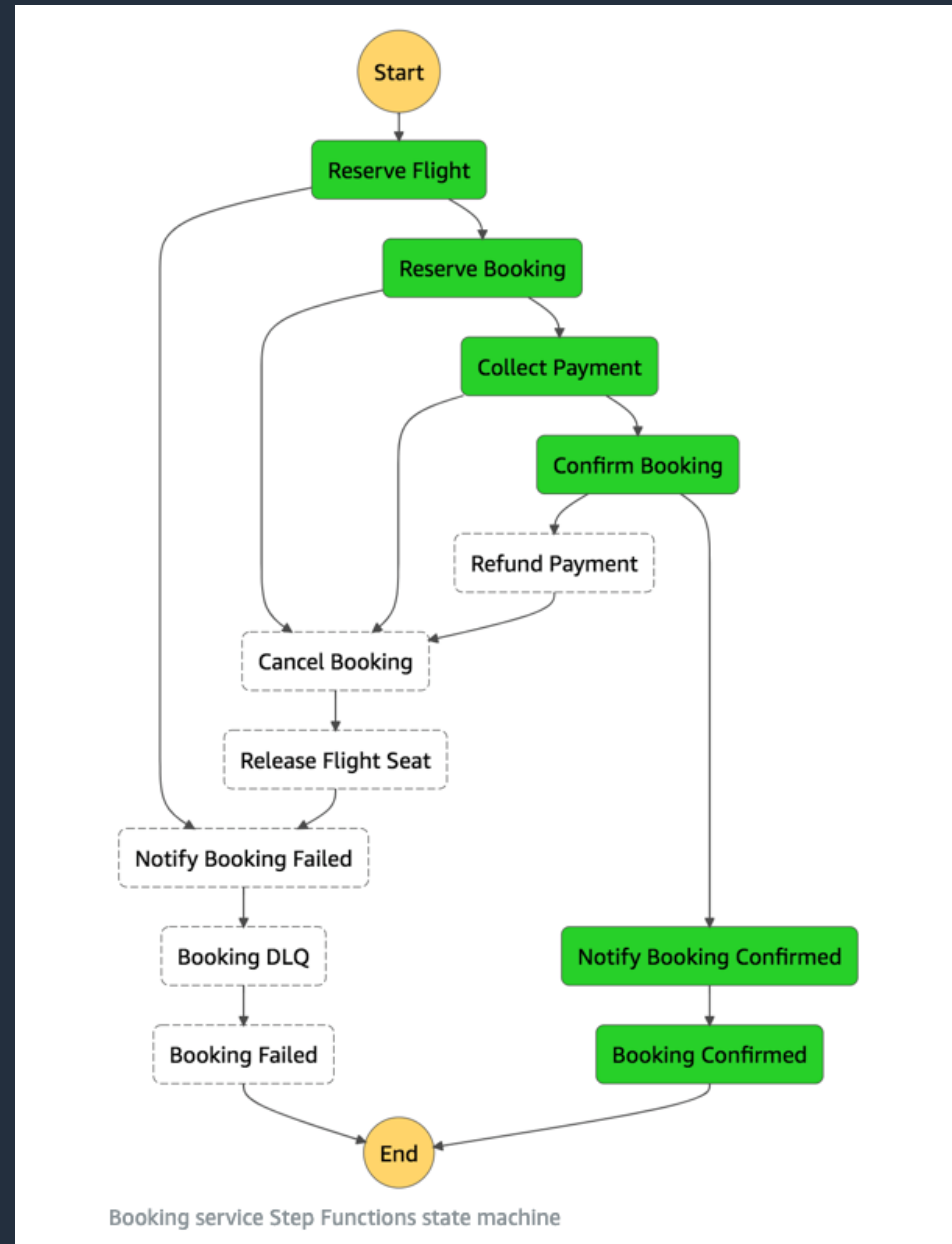 Start
Reserve Flight
Reserve Booking
Collect Payment
Confirm Booking
Refund Payment
Cancel Booking
Release Flight Seat
Notify Booking Failed
Booking DLQ
Notify Booking Confirmed
Booking Failed
Booking Confirmed
End
Booking service Step Functions state machine